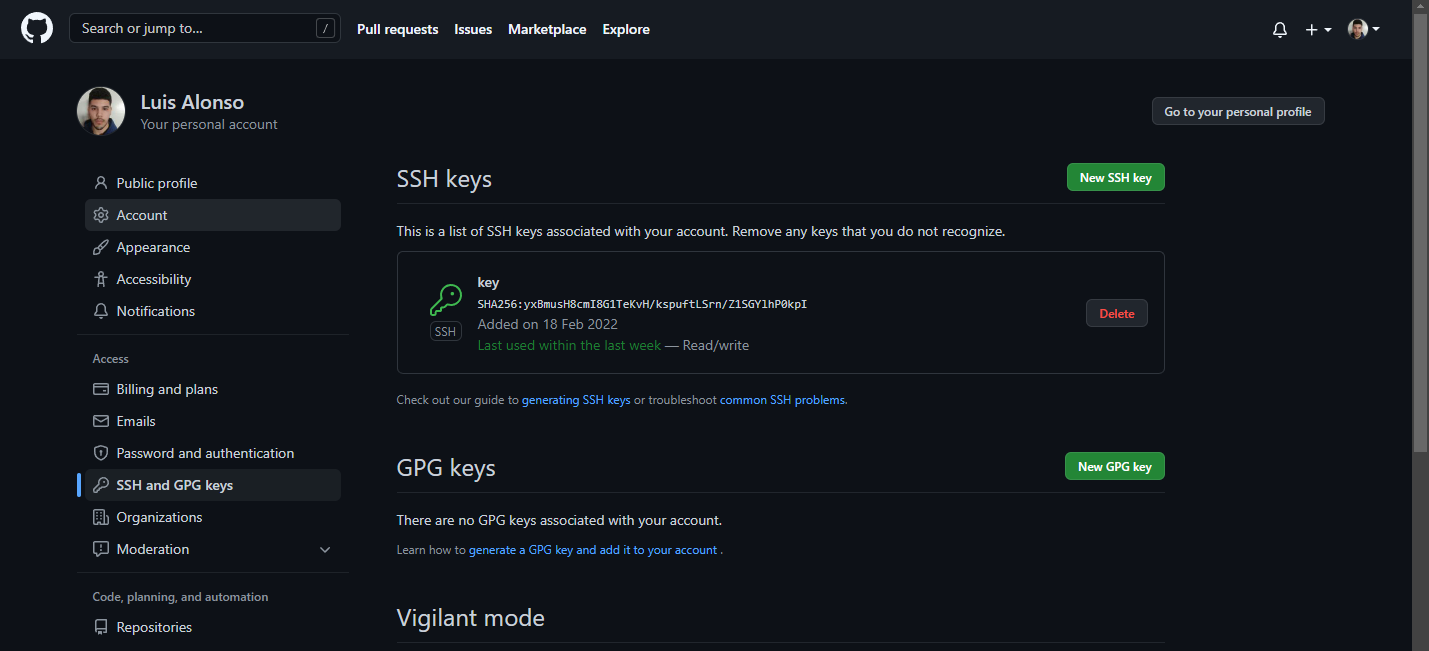 Search or jump to... /
Pull requests
Issues
Marketplace
Explore
Luis Alonso
Your personal account
Go to your personal profile
Public profile
Account
Appearance
Accessibility
Notifications
Access
Billing and plans
Emails
Password and authentication
SSH and GPG keys
Organizations
Moderation
Code, planning, and automation
Repositories
SSH keys
New SSH key
This is a list of SSH keys associated with your account. Remove any keys that you do not recognize.
key
SHA256:yxBmusH8cmI8G1TeKvH/kspuftLSrn/Z1SGYlhP0kpI
Added on 18 Feb 2022
Last used within the last week — Read/write
SSH
Delete
Check out our guide to generating SSH keys or troubleshoot common SSH problems.
GPG keys
New GPG key
There are no GPG keys associated with your account.
Learn how to generate a GPG key and add it to your account .
Vigilant mode